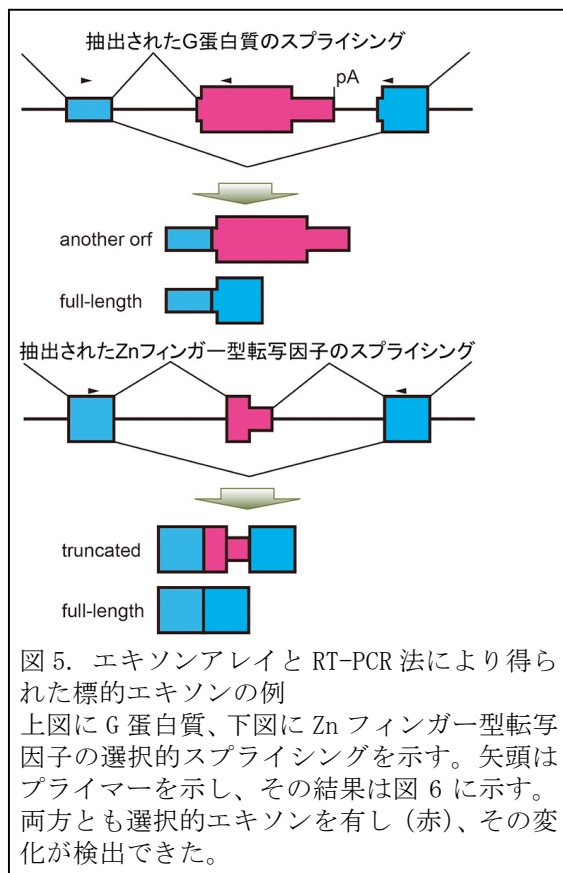 抽出されたG蛋白質のスプライシング
pA
another orf
full-length
抽出されたZnフィンガー型転写因子のスプライシング
truncated
full-length
図 5. エキソンアレイと RT-PCR 法により得ら
れた標的エキソンの例
上図に G 蛋白質、下図に Zn フィンガー型転写
因子の選択的スプライシングを示す。矢頭は
プライマーを示し、その結果は図 6 に示す。
両方とも選択的エキソンを有し (赤)、その変
化が検出できた。